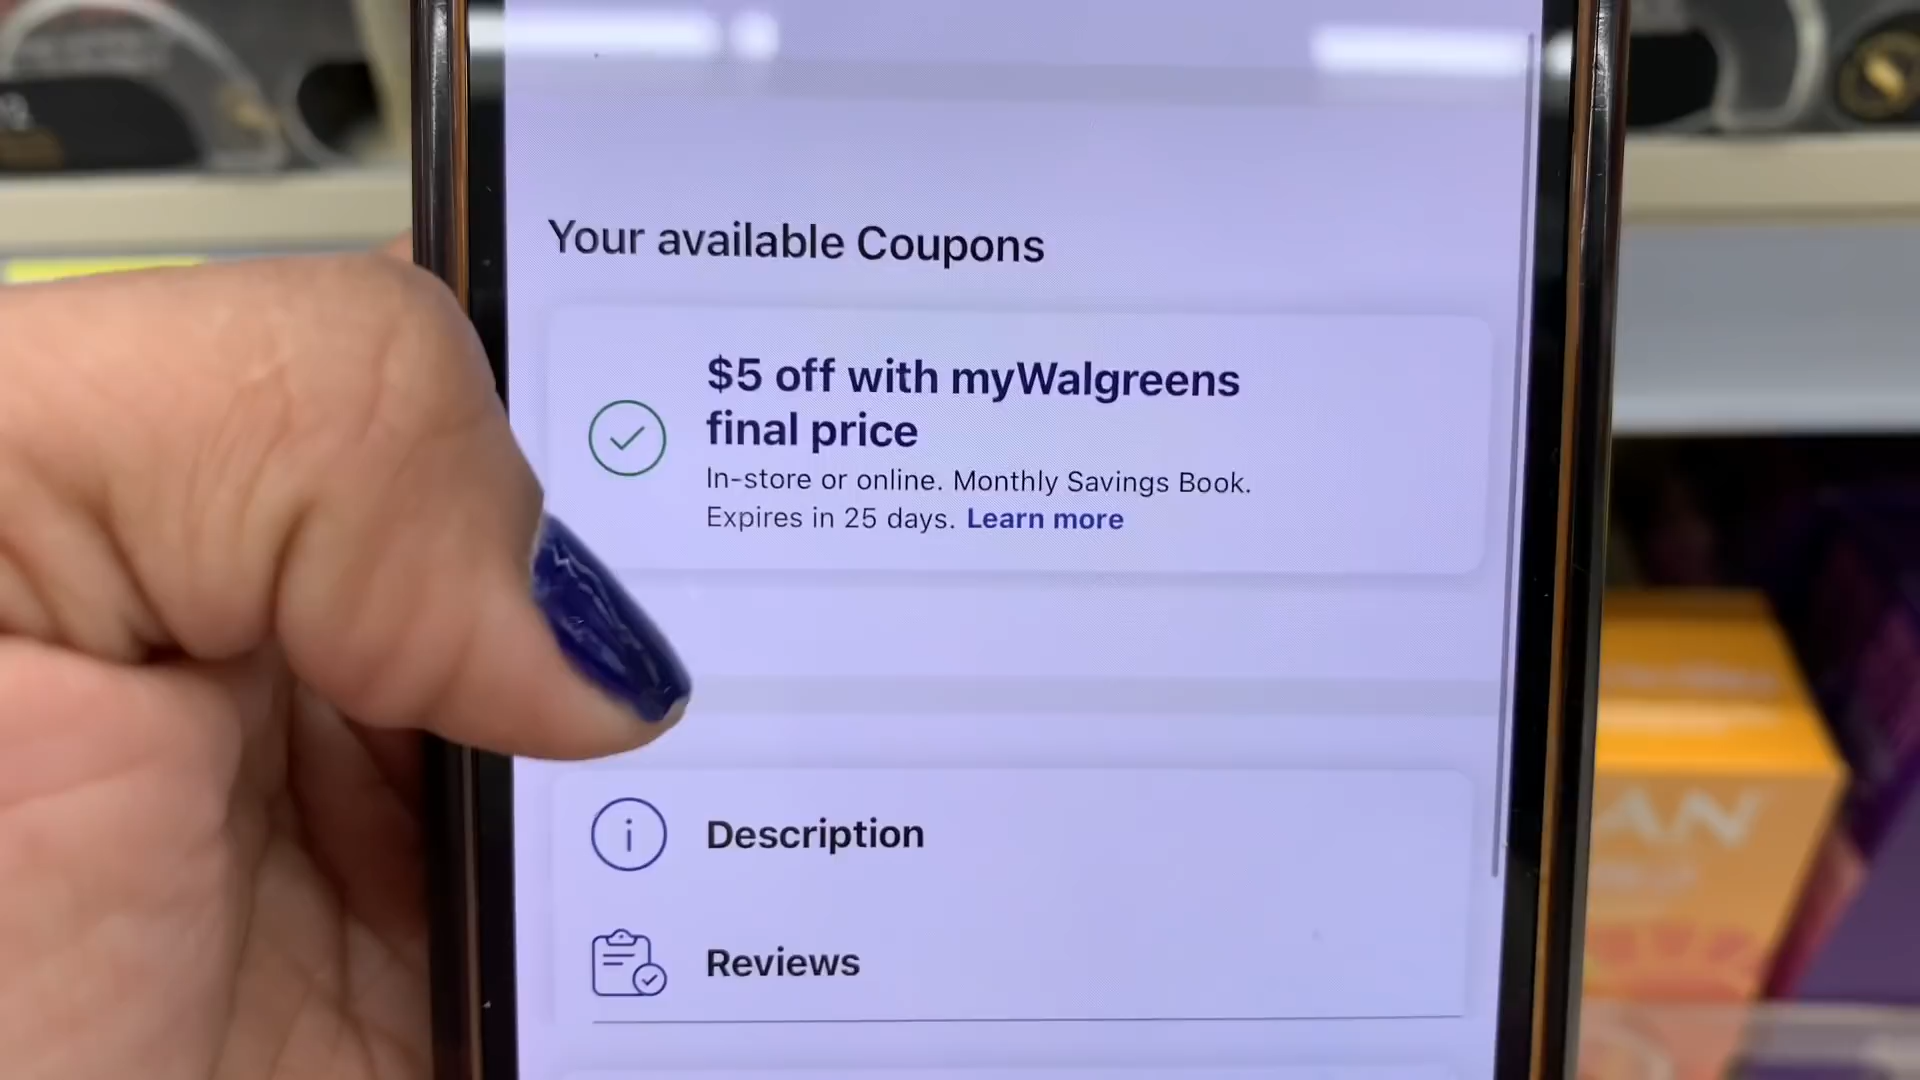 Your available Coupons
$5 off with myWalgreens
final price
In-store or online. Monthly Savings Book.
Expires in 25 days. Learn more
Description
Reviews
AN